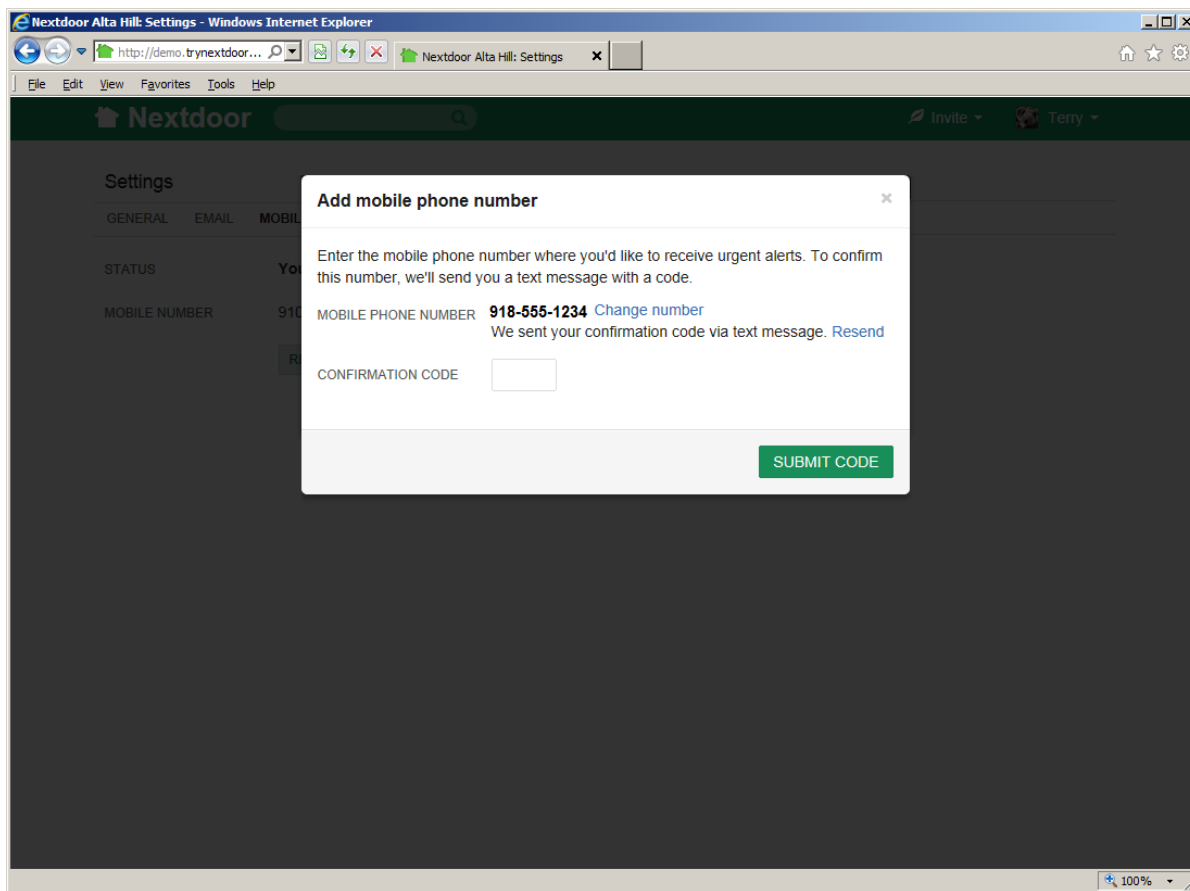 Nextdoor Alta Hill: Settings - Windows Internet Explorer
http://demo.trynextdoor...
Nextdoor Alta Hill: Settings
File Edit View Favorites Tools Help
Nextdoor
Invite
Terry
Settings
GENERAL EMAIL MOBIL
STATUS You
MOBILE NUMBER 910
Add mobile phone number
Enter the mobile phone number where you'd like to receive urgent alerts. To confirm
this number, we'll send you a text message with a code.
MOBILE PHONE NUMBER 918-555-1234 Change number
We sent your confirmation code via text message. Resend
CONFIRMATION CODE
SUBMIT CODE
100%